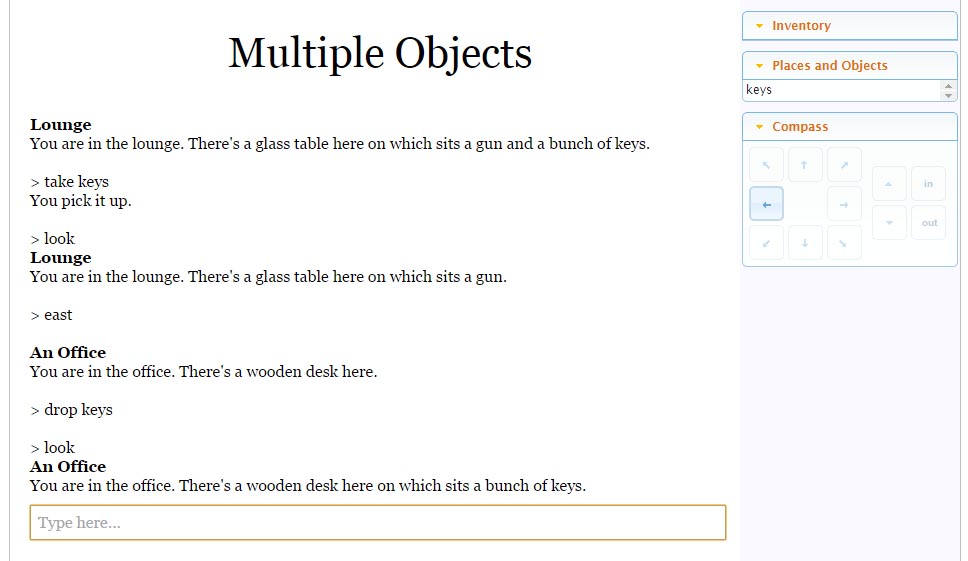 Multiple Objects
Lounge
You are in the lounge. There's a glass table here on which sits a gun and a bunch of keys.
> take keys
You pick it up.
> look
Lounge
You are in the lounge. There's a glass table here on which sits a gun.
> east
An Office
You are in the office. There's a wooden desk here.
> drop keys
> look
An Office
You are in the office. There's a wooden desk here on which sits a bunch of keys.
Type here...
Inventory
Places and Objects
keys
Compass
in
out